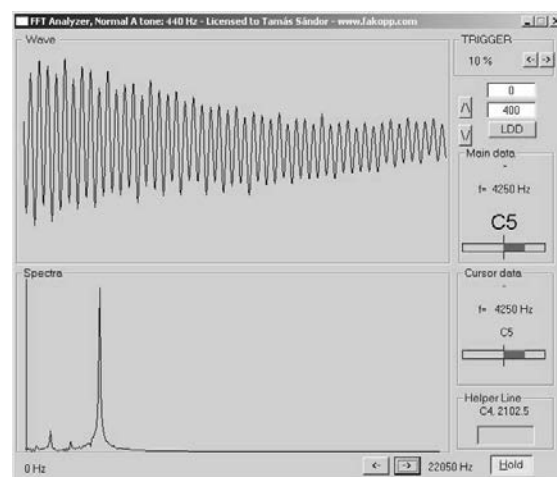 FFT Analyzer, Normal A tone: 440 Hz - Licensed to Tamás Sándor - www.fakopp.com
Wave
TRIGGER
10 %
<-
->
0
400
LDD
Main data
-
f= 4250 Hz
C5
Spectra
Cursor data
-
f= 4250 Hz
C5
Helper Line
C4, 2102.5
0 Hz
<-
->
22050 Hz
Hold